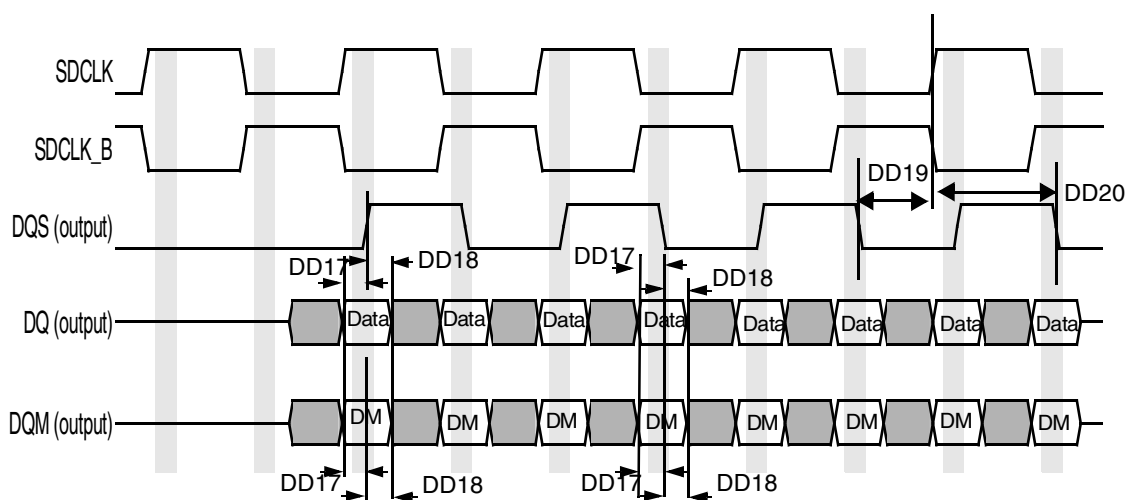 SDCLK
SDCLK_B
DD19
DD20
DQS (output)
DD17 DD18 DD17 DD18
DQ (output) Data Data Data Data Data Data Data Data
DQM (output) DM DM DM DM DM DM DM DM
DD17 DD18 DD17 DD18